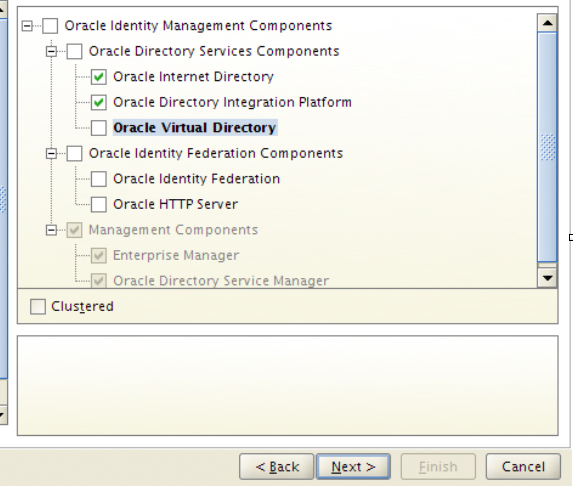 Oracle Identity Management Components
Oracle Directory Services Components
Oracle Internet Directory
Oracle Directory Integration Platform
Oracle Virtual Directory
Oracle Identity Federation Components
Oracle Identity Federation
Oracle HTTP Server
Management Components
Enterprise Manager
Oracle Directory Service Manager
Clustered
< Back Next > Finish Cancel